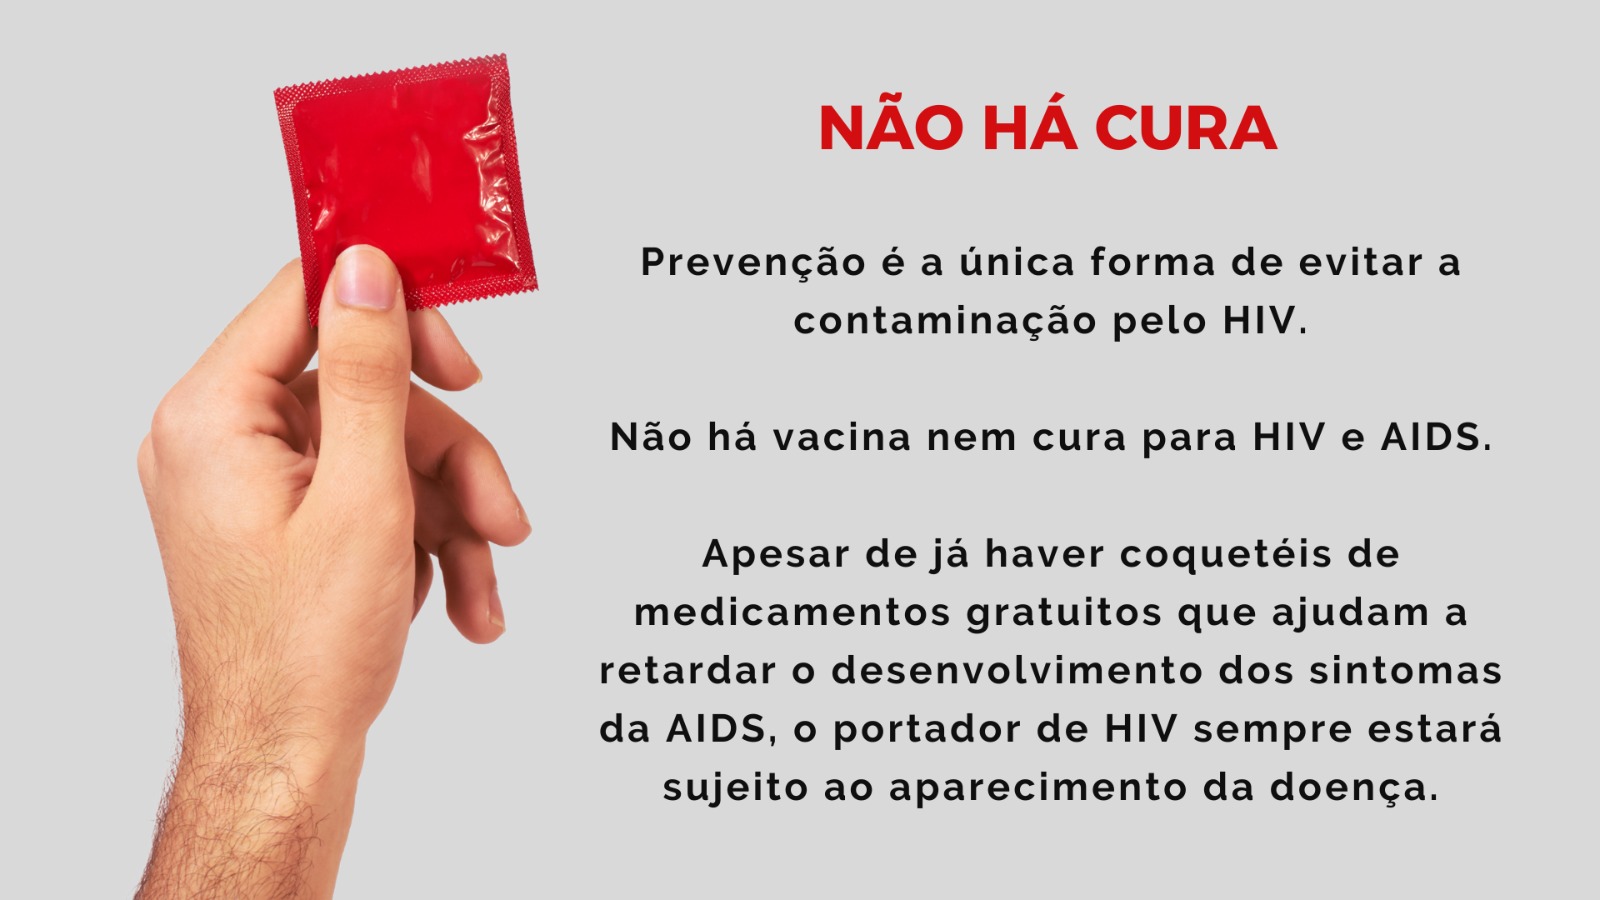 NÃO HÁ CURA
Prevenção é a única forma de evitar a
contaminação pelo HIV.
Não há vacina nem cura para HIV e AIDS.
Apesar de já haver coquetéis de
medicamentos gratuitos que ajudam a
retardar o desenvolvimento dos sintomas
da AIDS, o portador de HIV sempre estará
sujeito ao aparecimento da doença.